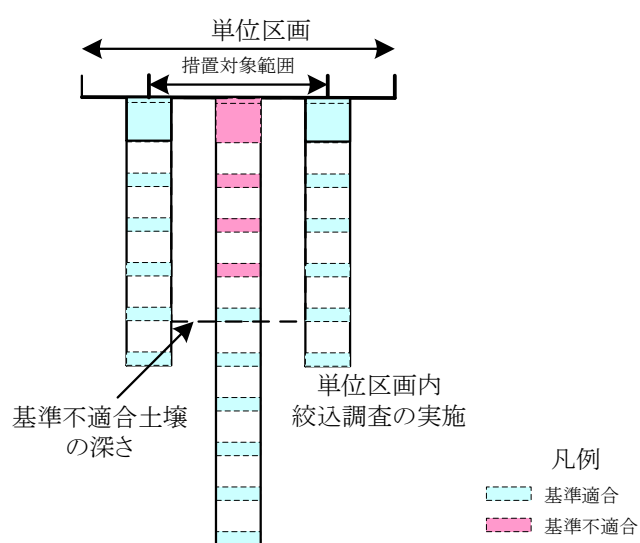 単位区画
措置対象範囲
基準不適合土壌
の深さ
単位区画内
絞込調査の実施
凡例
基準適合
基準不適合